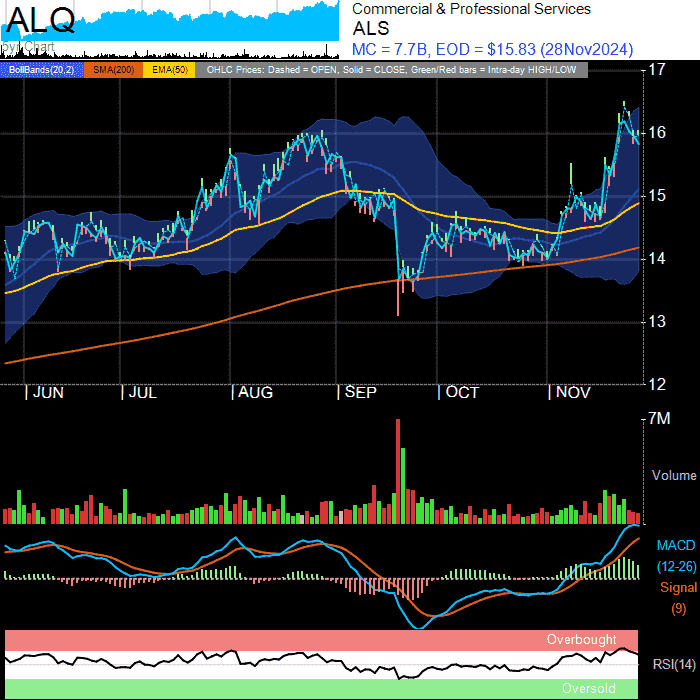 ALQ
Commercial & Professional Services
ALS
MC = 7.7B, EOD = $15.83 (28Nov2024)
BollBands(20,2) SMA(200) EMA(50) OHLC Prices: Dashed = OPEN, Solid = CLOSE, Green/Red bars = Intra-day HIGH/LOW
17
16
15
14
13
12
JUN JUL AUG SEP OCT NOV
7M
Volume
MACD
(12-26)
Signal
(9)
Overbought
RSI(14)
Oversold